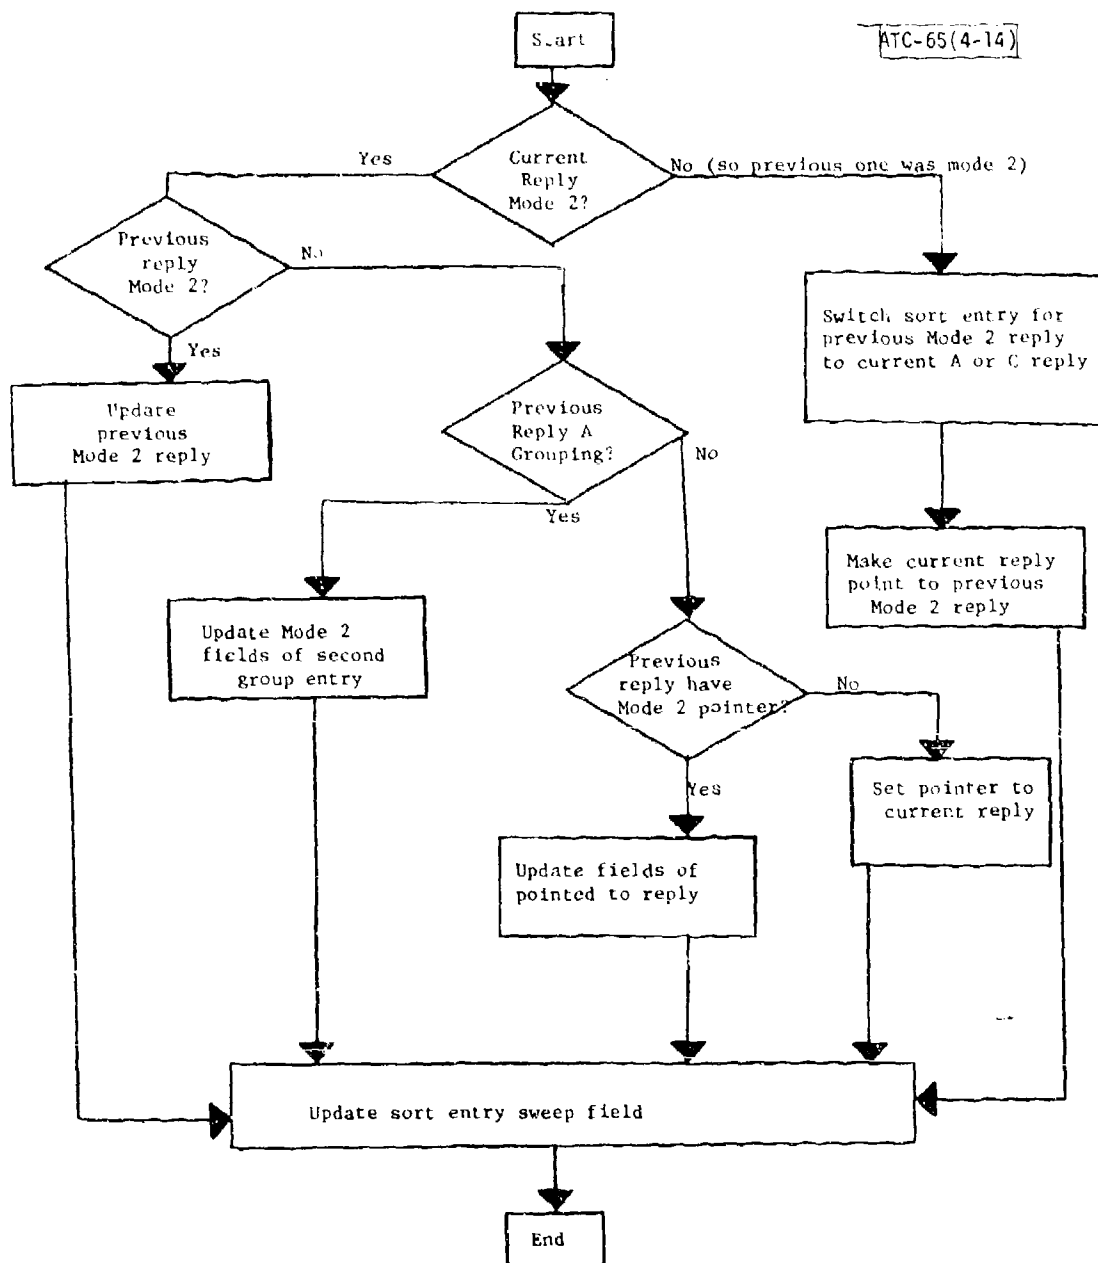 Start
ATC-65(4-14)
Current
Reply
Mode 2?
Yes
No (so previous one was mode 2)
Previous
reply
Mode 2?
No
Yes
Switch sort entry for
previous Mode 2 reply
to current A or C reply
Update
previous
Mode 2 reply
Previous
Reply A
Grouping?
No
Yes
Make current reply
point to previous
Mode 2 reply
Update Mode 2
fields of second
group entry
Previous
reply have
Mode 2 pointer?
No
Yes
Set pointer to
current reply
Update fields of
pointed to reply
Update sort entry sweep field
End